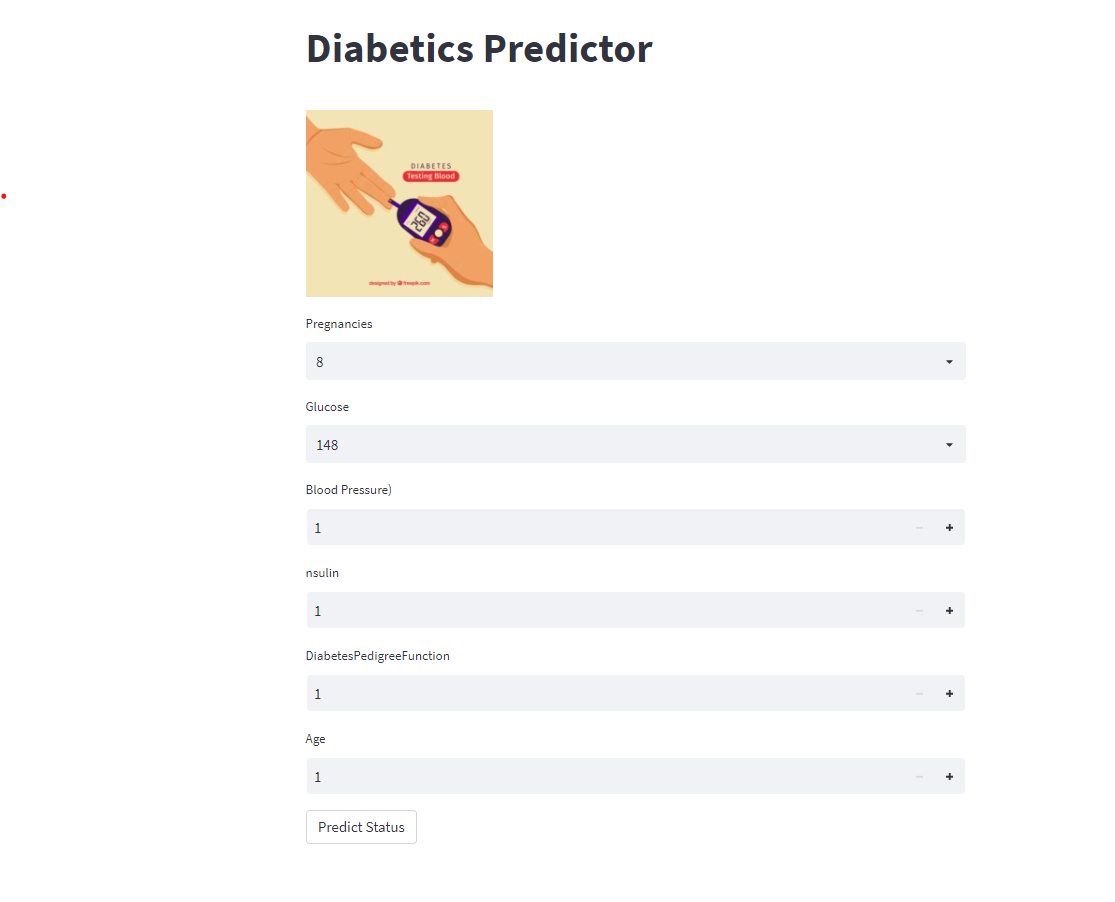 Diabetics Predictor
DIABETES
Testing Blood
260
designed by freepik.com
Pregnancies
8
Glucose
148
Blood Pressure)
1
nsulin
1
DiabetesPedigreeFunction
1
Age
1
Predict Status